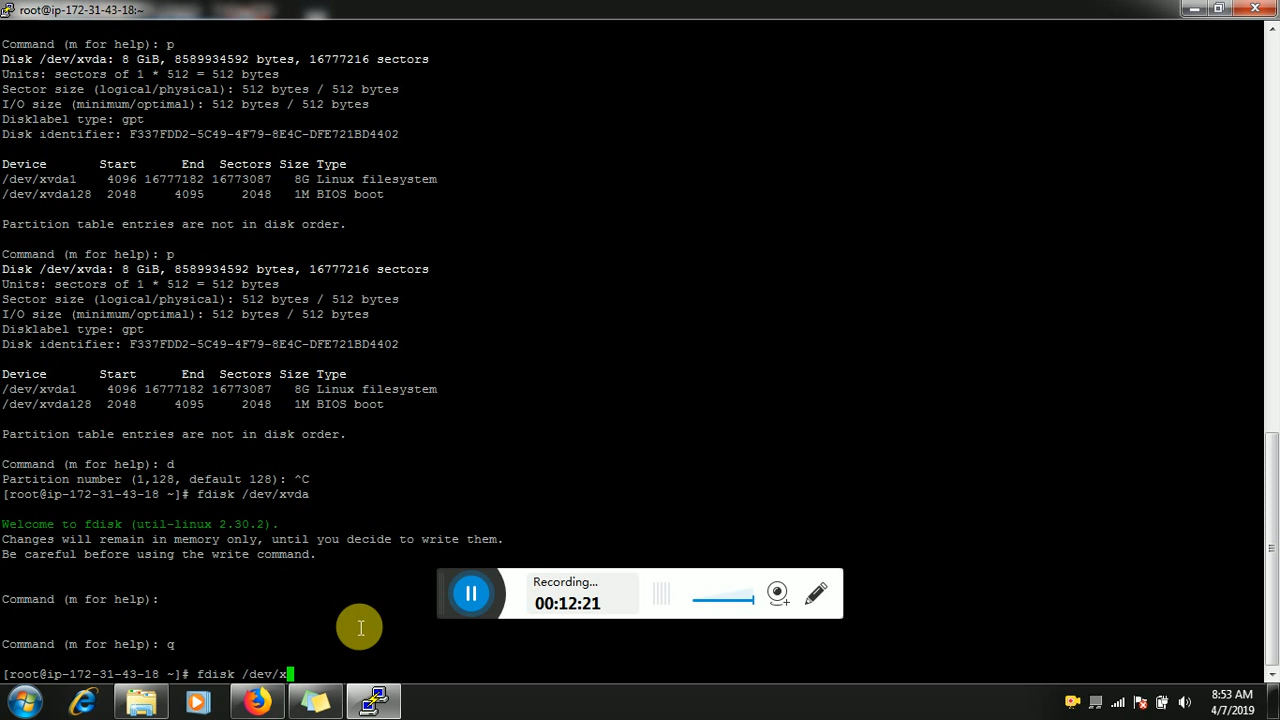 root@ip-172-31-43-18:~
Command (m for help): p
Disk /dev/xvda: 8 GiB, 8589934592 bytes, 16777216 sectors
Units: sectors of 1 * 512 = 512 bytes
Sector size (logical/physical): 512 bytes / 512 bytes
I/O size (minimum/optimal): 512 bytes / 512 bytes
Disklabel type: gpt
Disk identifier: F337FDD2-5C49-4F79-8E4C-DFE721BD4402
Device Start End Sectors Size Type
/dev/xvda1 4096 16777182 16773087 8G Linux filesystem
/dev/xvda128 2048 4095 2048 1M BIOS boot
Partition table entries are not in disk order.
Command (m for help): p
Disk /dev/xvda: 8 GiB, 8589934592 bytes, 16777216 sectors
Units: sectors of 1 * 512 = 512 bytes
Sector size (logical/physical): 512 bytes / 512 bytes
I/O size (minimum/optimal): 512 bytes / 512 bytes
Disklabel type: gpt
Disk identifier: F337FDD2-5C49-4F79-8E4C-DFE721BD4402
Device Start End Sectors Size Type
/dev/xvda1 4096 16777182 16773087 8G Linux filesystem
/dev/xvda128 2048 4095 2048 1M BIOS boot
Partition table entries are not in disk order.
Command (m for help): d
Partition number (1,128, default 128): ^C
[root@ip-172-31-43-18 ~]# fdisk /dev/xvda
Welcome to fdisk (util-linux 2.30.2).
Changes will remain in memory only, until you decide to write them.
Be careful before using the write command.
Command (m for help):
Command (m for help): q
[root@ip-172-31-43-18 ~]# fdisk /dev/x
Recording...
00:12:21
8:53 AM
4/7/2019